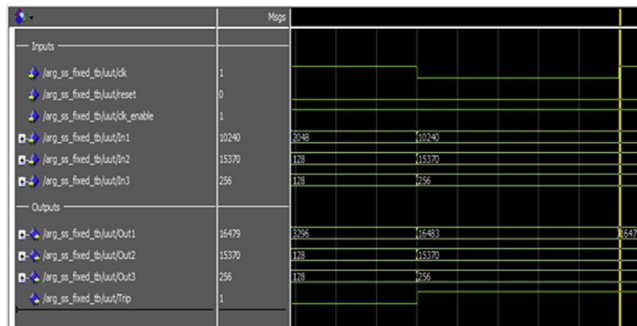 Msgs
Inputs
/arg_ss_fixed_tb/uut/clk 1
/arg_ss_fixed_tb/uut/reset 0
/arg_ss_fixed_tb/uut/clk_enable 1
/arg_ss_fixed_tb/uut/In1 10240 2048 10240
/arg_ss_fixed_tb/uut/In2 15370 128 15370
/arg_ss_fixed_tb/uut/In3 256 128 256
Outputs
/arg_ss_fixed_tb/uut/Out1 16479 3296 16483 1647
/arg_ss_fixed_tb/uut/Out2 15370 128 15370
/arg_ss_fixed_tb/uut/Out3 256 128 256
/arg_ss_fixed_tb/uut/Trip 1